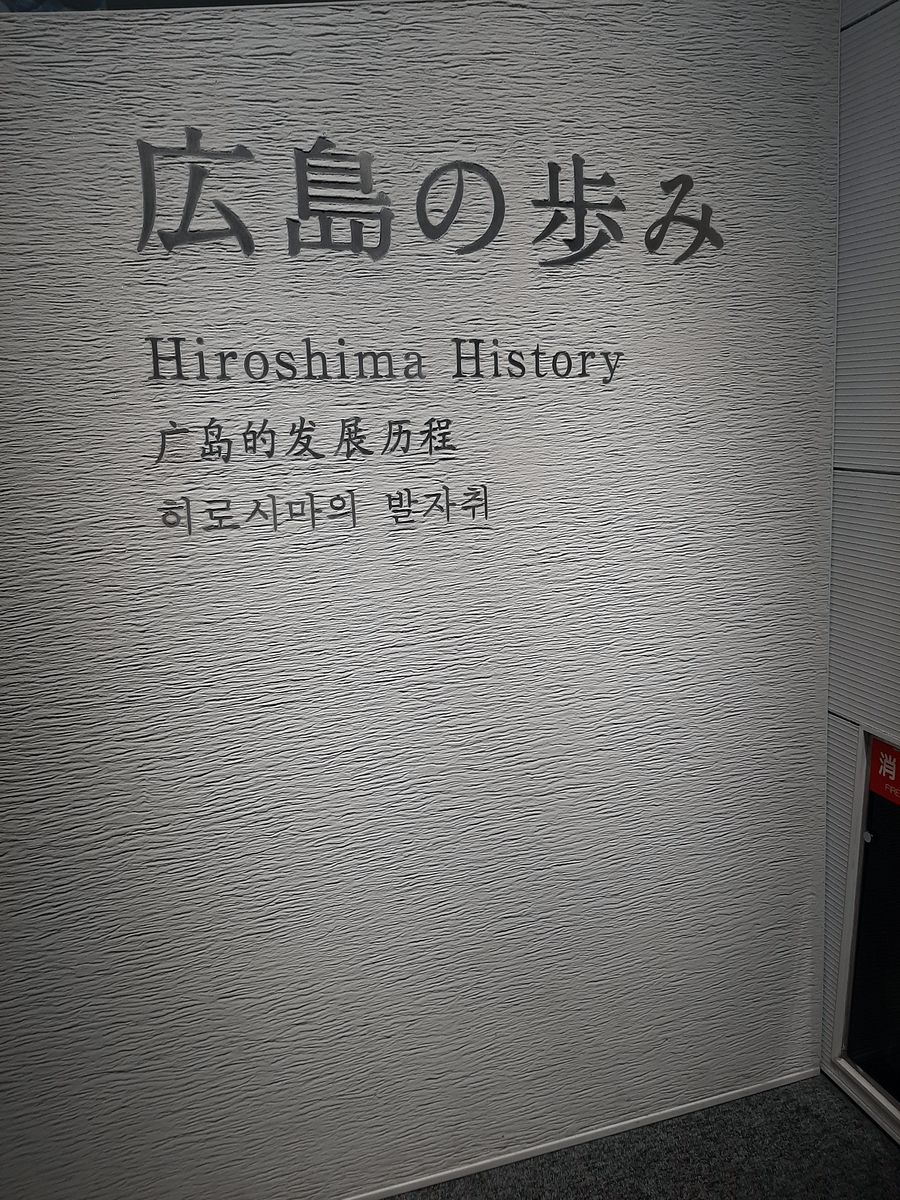 広島の歩み
Hiroshima History
广岛的发展历程
히로시마의 발자취
消
FIRE